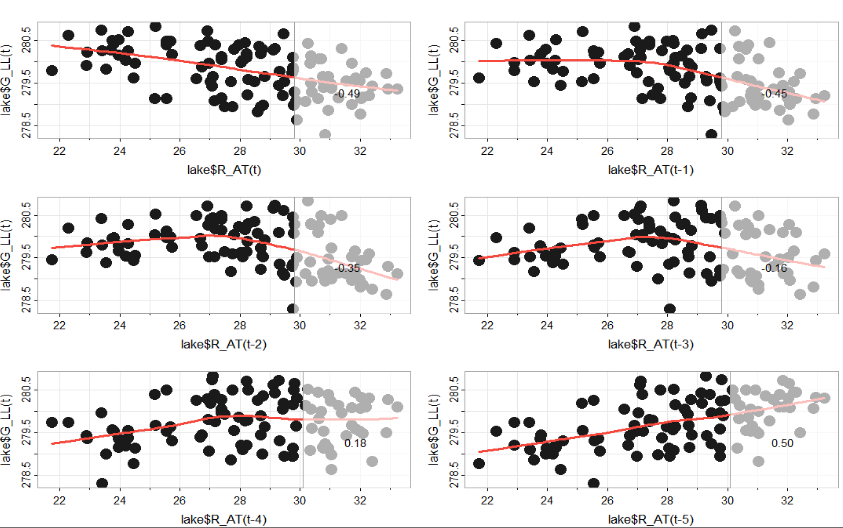 lake$G_LL(t)
278.5 279.5 280.5
-0.49
22 24 26 28 30 32
lake$R_AT(t)
lake$G_LL(t)
278.5 279.5 280.5
-0.45
22 24 26 28 30 32
lake$R_AT(t-1)
lake$G_LL(t)
278.5 279.5 280.5
-0.35
22 24 26 28 30 32
lake$R_AT(t-2)
lake$G_LL(t)
278.5 279.5 280.5
-0.16
22 24 26 28 30 32
lake$R_AT(t-3)
lake$G_LL(t)
278.5 279.5 280.5
0.18
22 24 26 28 30 32
lake$R_AT(t-4)
lake$G_LL(t)
278.5 279.5 280.5
0.50
22 24 26 28 30 32
lake$R_AT(t-5)